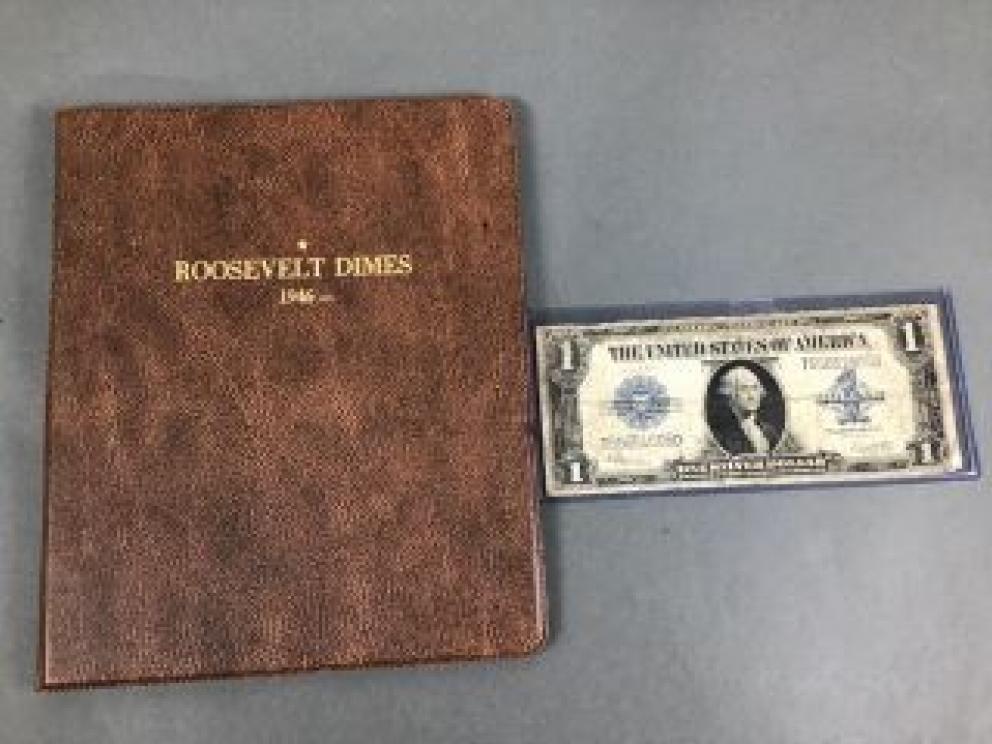 ★
ROOSEVELT DIMES
1946 —
1
1
THE UNITED STATES OF AMERICA
1
1
ONE SILVER DOLLAR